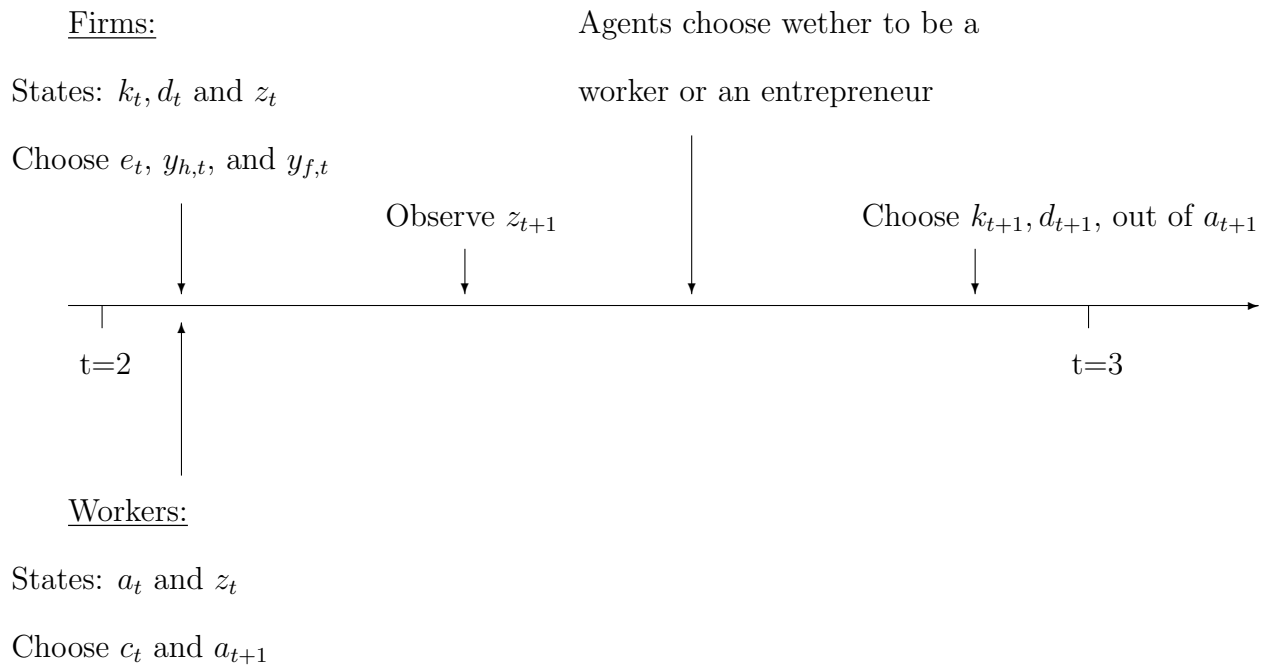 Firms:
States: k_t, d_t and z_t
Choose e_t, y_{h,t}, and y_{f,t}
Agents choose wether to be a
worker or an entrepreneur
Observe z_{t+1}
Choose k_{t+1}, d_{t+1}, out of a_{t+1}
t=2
t=3
Workers:
States: a_t and z_t
Choose c_t and a_{t+1}